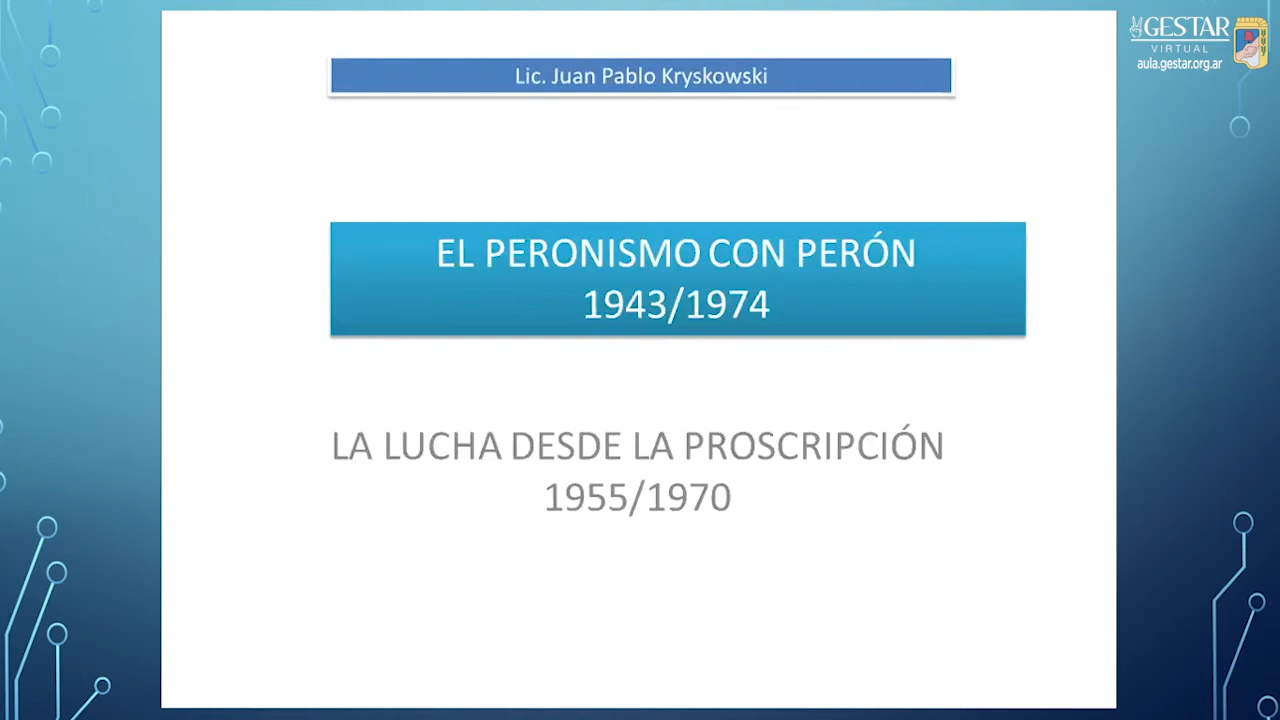 GESTAR
VIRTUAL
aula.gestar.org.ar
Lic. Juan Pablo Kryskowski
EL PERONISMO CON PERÓN
1943/1974
LA LUCHA DESDE LA PROSCRIPCIÓN
1955/1970